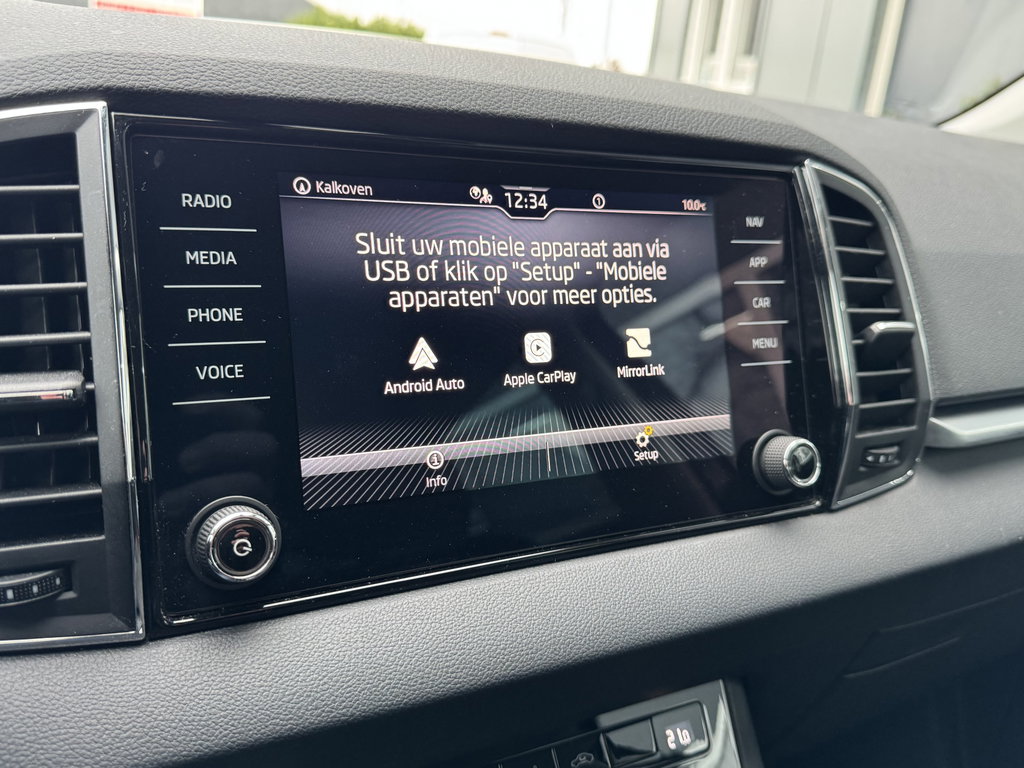 Kalkoven
12:34
1
10.0°C
RADIO
MEDIA
PHONE
VOICE
Sluit uw mobiele apparaat aan via
USB of klik op "Setup" - "Mobiele
apparaten" voor meer opties.
Android Auto
Apple CarPlay
MirrorLink
Info
Setup
NAV
APP
CAR
MENU